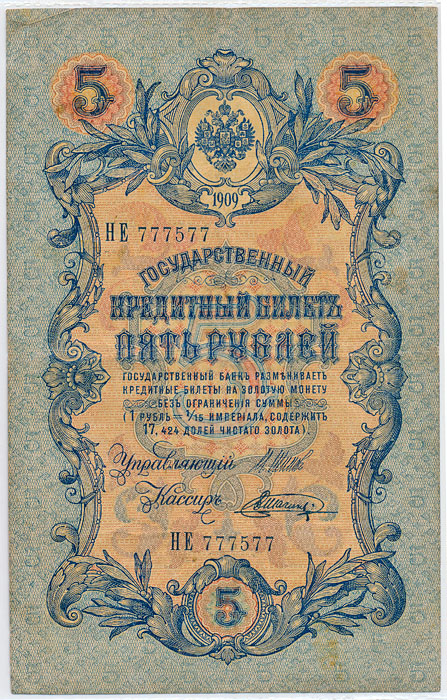 5 5
1909
НЕ 777577
ГОСУДАРСТВЕННЫЙ
КРЕДИТНЫЙ БИЛЕТЪ
ПЯТЬ РУБЛЕЙ
ГОСУДАРСТВЕННЫЙ БАНКЪ РАЗМѢНИВАЕТЪ
КРЕДИТНЫЕ БИЛЕТЫ НА ЗОЛОТУЮ МОНЕТУ
БЕЗЪ ОГРАНИЧЕНІЯ СУММЫ
(1 РУБЛЬ = 1/15 ИМПЕРІАЛА, СОДЕРЖИТЪ
17,424 ДОЛЕЙ ЧИСТАГО ЗОЛОТА).
Управляющій
Кассиръ
НЕ 777577
5